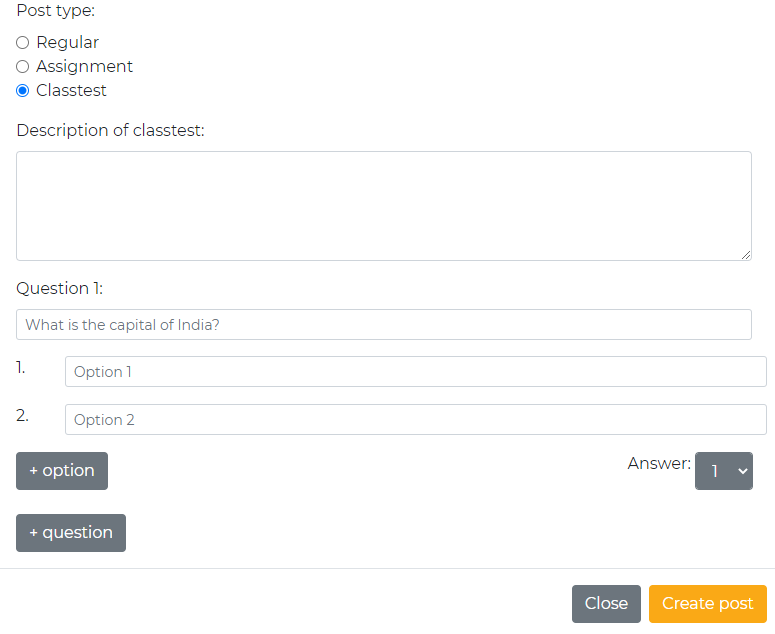 Post type:
Regular
Assignment
Classtest
Description of classtest:
Question 1:
What is the capital of India?
1. Option 1
2. Option 2
+ option Answer: 1
+ question
Close Create post